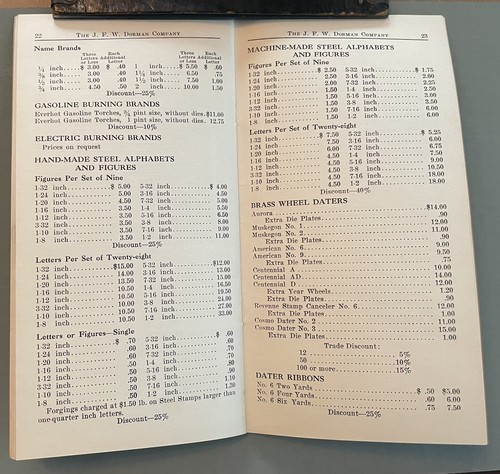 22 THE J. F. W. DORMAN COMPANY
Name Brands
Three Each Three Each
Letters Additional Letters Additional
or Less Letter or Less Letter
¼ inch....$ 3.00 $ .40 1 inch....$ 5.50 $ .60
⅜ inch.... 3.00 .40 1¼ inch.... 6.50 .75
½ inch.... 3.00 .40 1½ inch.... 7.50 1.00
¾ inch.... 4.50 .50 2 inch.... 10.00 1.50
Discount—25%
GASOLINE BURNING BRANDS
Everhot Gasoline Torches, ¾ pint size, without dies..$11.00
Everhot Gasoline Torches, 1 pint size, without dies. 12.75
Discount—10%
ELECTRIC BURNING BRANDS
Prices on request
HAND-MADE STEEL ALPHABETS
AND FIGURES
Figures Per Set of Nine
1-32 inch..........$ 5.00 5-32 inch..........$ 4.00
1-24 inch.......... 5.00 3-16 inch.......... 4.50
1-20 inch.......... 4.50 7-32 inch.......... 5.00
1-16 inch.......... 3.50 1-4 inch.......... 5.50
1-12 inch.......... 3.50 5-16 inch.......... 6.50
3-32 inch.......... 3.50 3-8 inch.......... 8.00
1-10 inch.......... 3.50 7-16 inch.......... 9.00
1-8 inch.......... 3.50 1-2 inch.......... 11.00
Discount—25%
Letters Per Set of Twenty-eight
1-32 inch..........$15.00 5-32 inch..........$12.00
1-24 inch.......... 14.00 3-16 inch.......... 13.00
1-20 inch.......... 13.50 7-32 inch.......... 15.00
1-16 inch.......... 10.50 1-4 inch.......... 16.50
1-12 inch.......... 10.50 5-16 inch.......... 19.50
3-32 inch.......... 10.00 3-8 inch.......... 24.00
1-10 inch.......... 10.50 7-16 inch.......... 27.00
1-8 inch.......... 10.50 1-2 inch.......... 33.00
Discount—25%
Letters or Figures—Single
1-32 inch..........$ .70 5-32 inch..........$ .60
1-24 inch.......... .60 3-16 inch.......... .60
1-20 inch.......... .60 7-32 inch.......... .60
1-16 inch.......... .50 1-4 inch.......... .70
1-12 inch.......... .50 5-16 inch.......... .80
3-32 inch.......... .50 3-8 inch.......... .90
1-10 inch.......... .50 7-16 inch.......... 1.10
1-8 inch.......... .50 1-2 inch.......... 1.30
Forgings charged at $1.50 lb. on Steel Stamps larger than
one-quarter inch letters.
Discount—25%
THE J. F. W. DORMAN COMPANY 23
MACHINE-MADE STEEL ALPHABETS
AND FIGURES
Figures Per Set of Nine
1-32 inch..........$ 2.50 5-32 inch..........$ 1.75
1-24 inch.......... 2.50 3-16 inch.......... 2.00
1-20 inch.......... 2.00 7-32 inch.......... 2.25
1-16 inch.......... 1.50 1-4 inch.......... 2.50
1-12 inch.......... 1.50 5-16 inch.......... 3.00
1-10 inch.......... 1.50 3-8 inch.......... 3.50
3-32 inch.......... 1.50 7-16 inch.......... 6.00
1-8 inch.......... 1.50 1-2 inch.......... 6.00
Letters Per Set of Twenty-eight
1-32 inch..........$ 7.50 5-32 inch..........$ 5.25
1-24 inch.......... 7.50 3-16 inch.......... 6.00
1-20 inch.......... 6.00 7-32 inch.......... 6.75
1-16 inch.......... 4.50 1-4 inch.......... 7.50
1-12 inch.......... 4.50 5-16 inch.......... 9.00
1-10 inch.......... 4.50 3-8 inch.......... 10.50
3-32 inch.......... 4.50 7-16 inch.......... 18.00
1-8 inch.......... 4.50 1-2 inch.......... 18.00
Discount—40%
BRASS WHEEL DATERS
Aurora..........$14.00
Extra Die Plates.......... .90
Muskegon No. 1.......... 12.00
Muskegon No. 2.......... 11.00
Extra Die Plates.......... .90
American No. 6.......... 9.00
American No. 9.......... 9.50
Extra Die Plates.......... .75
Centennial A.......... 10.00
Centennial AD.......... 14.00
Centennial D.......... 12.00
Extra Year Wheels.......... 1.20
Extra Die Plates.......... .90
Revenue Stamp Canceler No. 6.......... 12.00
Extra Die Plates.......... 1.00
Cosmo Dater No. 2.......... 11.00
Cosmo Dater No. 3.......... 15.00
Extra Die Plates.......... 1.00
Trade Discount:
12 .......... 5%
50 .......... 10%
100 or more..........15%
DATER RIBBONS
No. 6 Two Yards..........$ .50 $5.00
No. 6 Four Yards.......... .60 6.00
No. 6 Six Yards.......... .75 7.50
Discount—25%